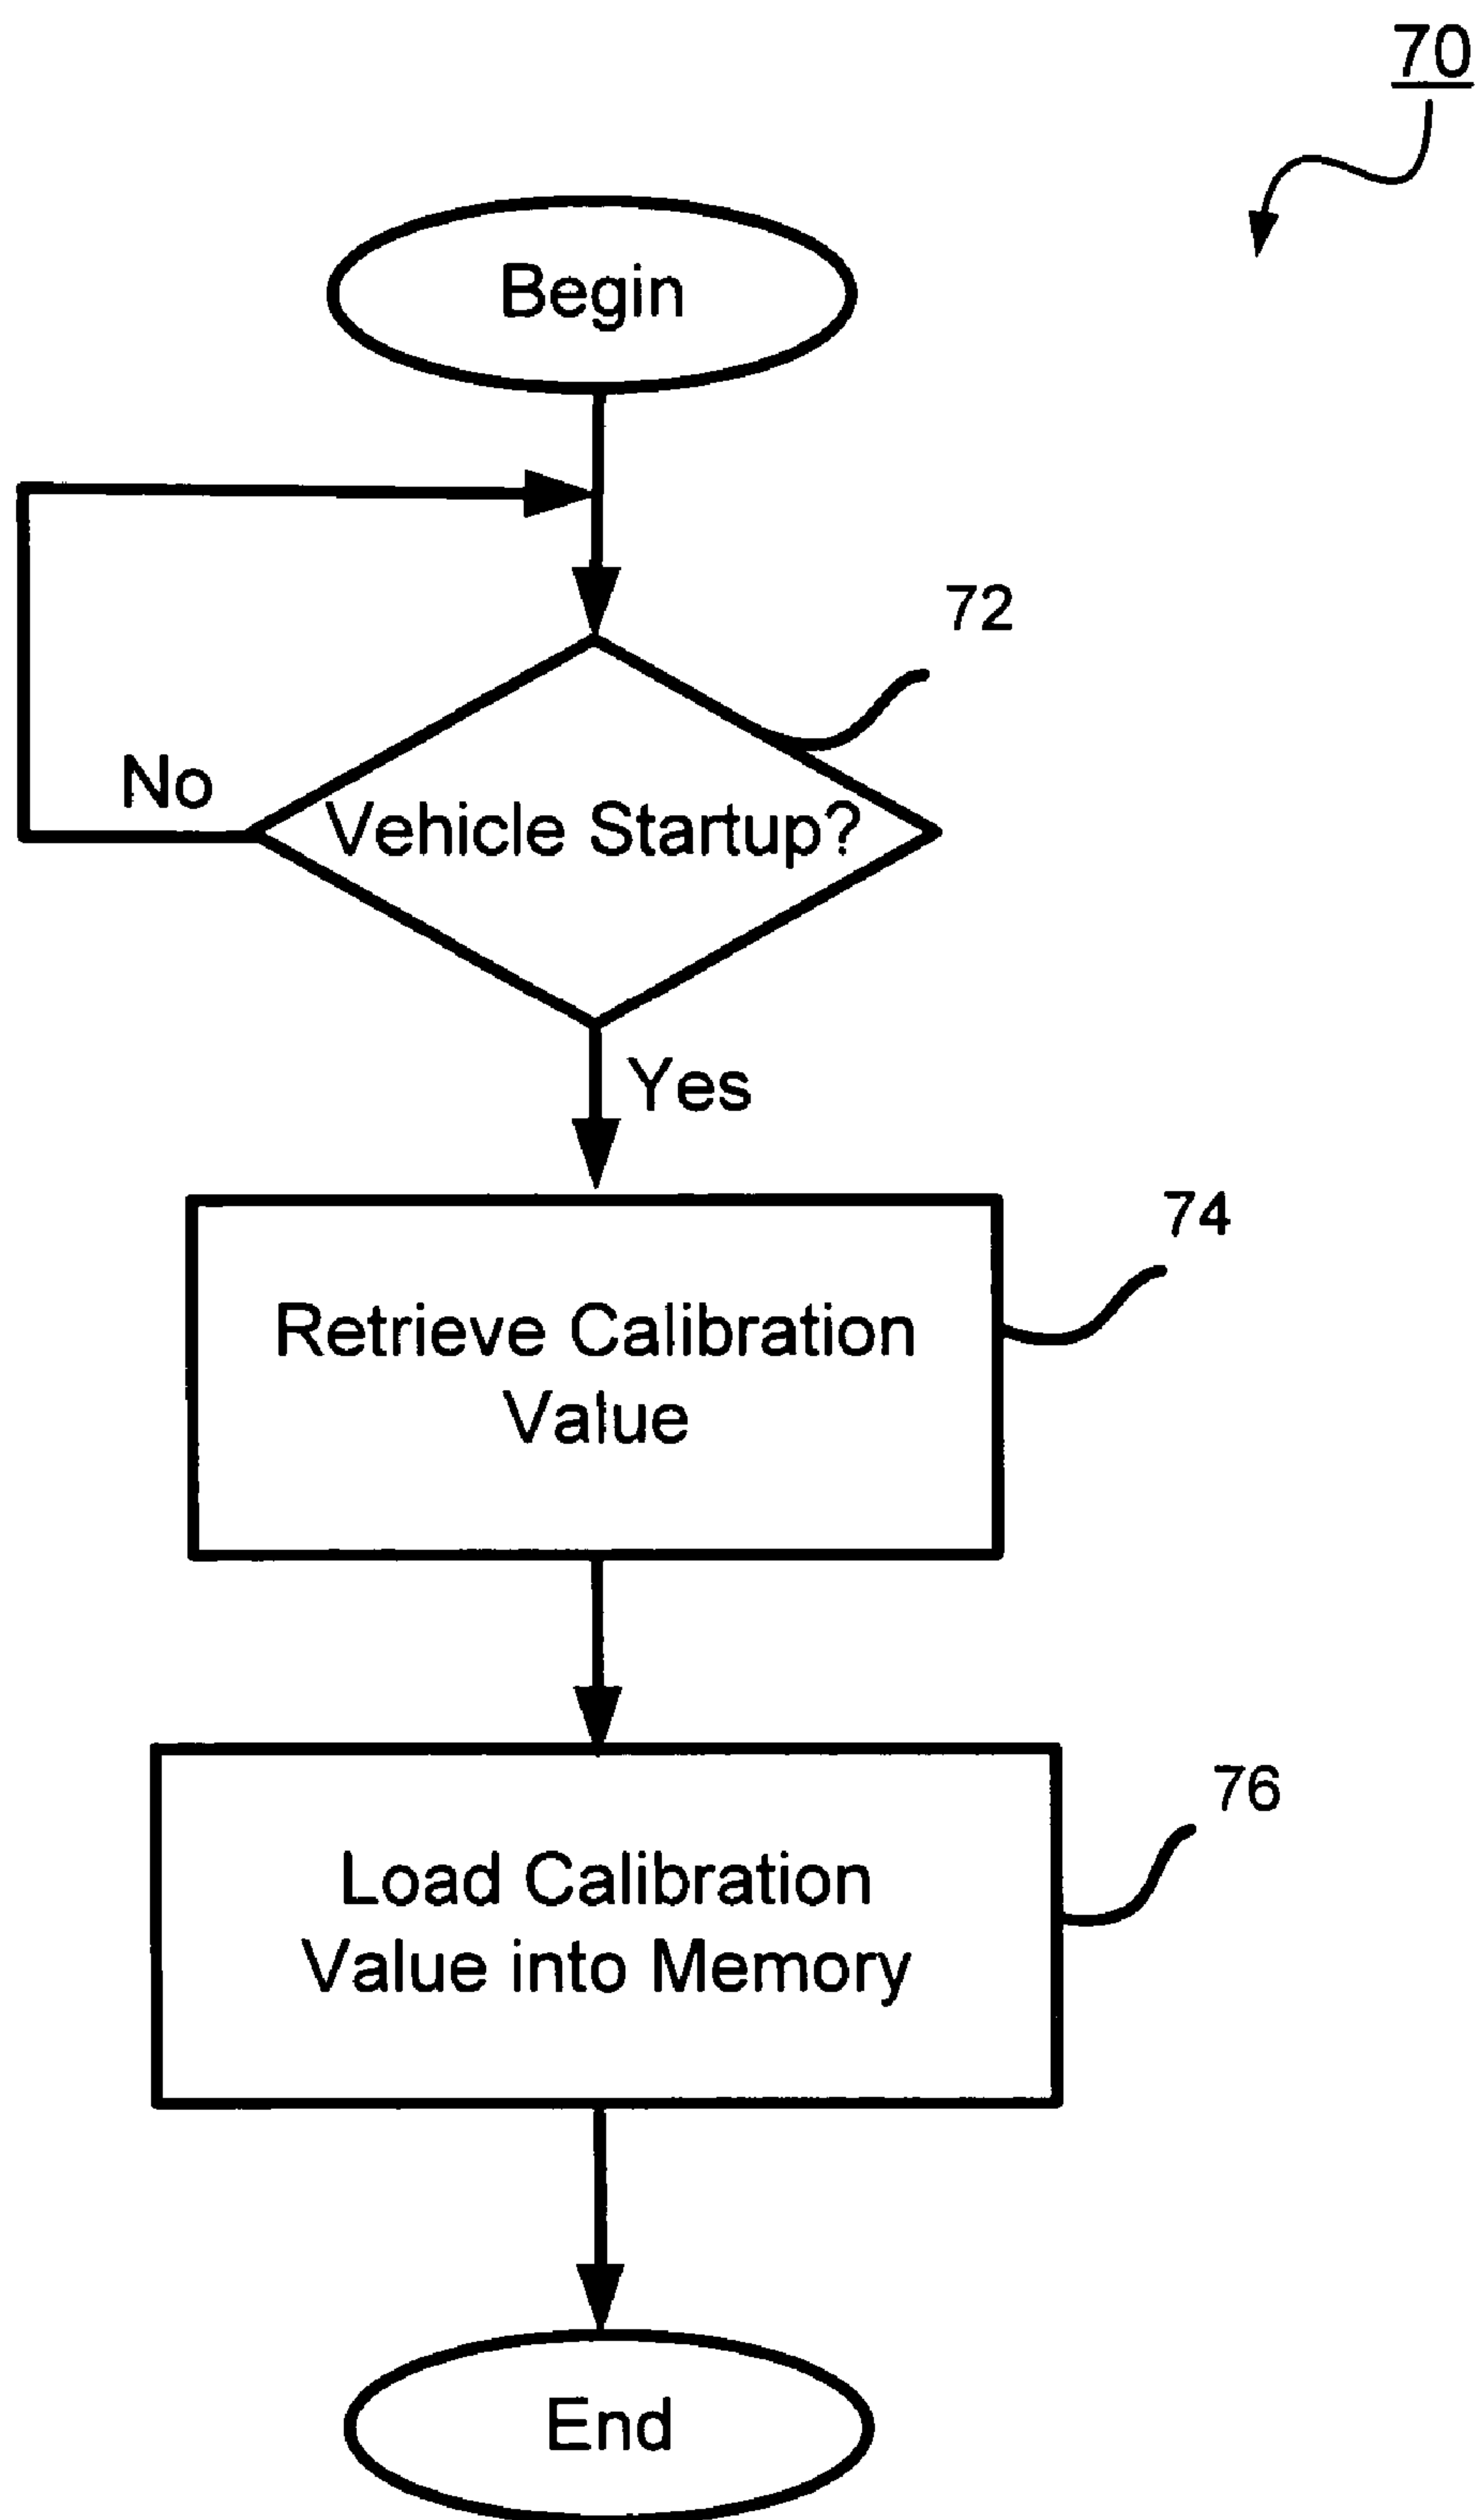 70
Begin
72
No
Vehicle Startup?
Yes
74
Retrieve Calibration
Value
76
Load Calibration
Value into Memory
End